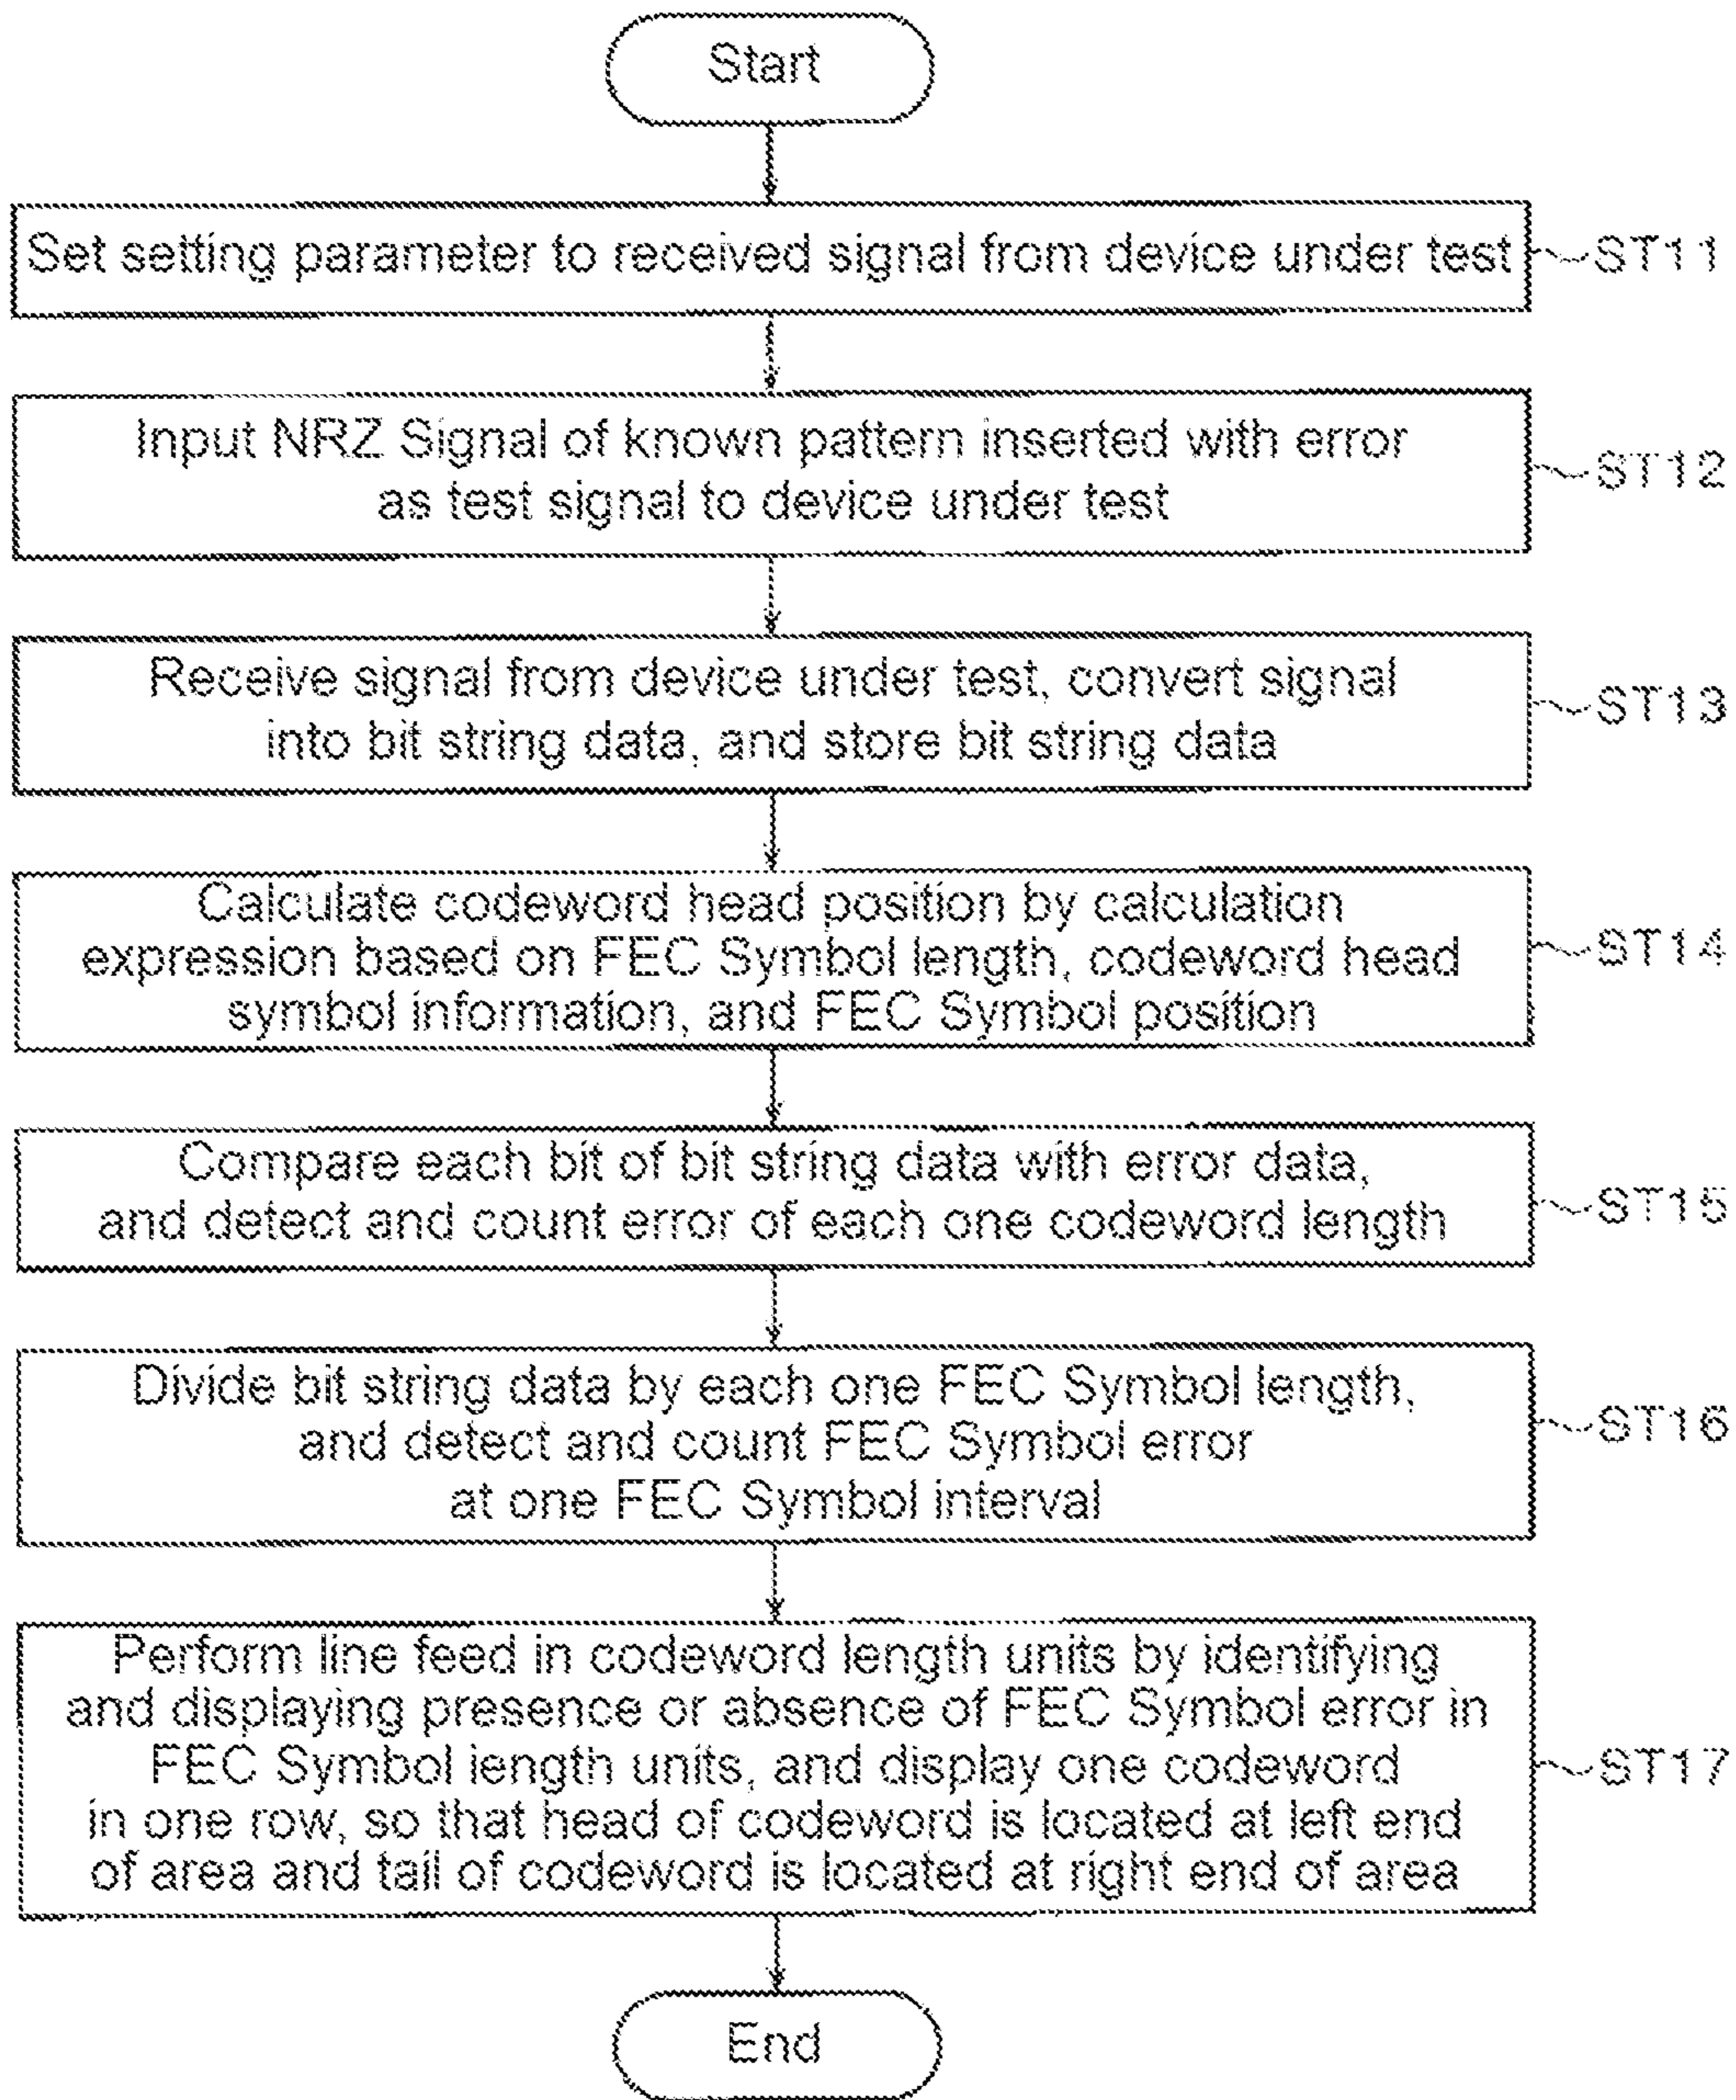 Start
Set setting parameter to received signal from device under test
ST11
Input NRZ Signal of known pattern inserted with error
as test signal to device under test
ST12
Receive signal from device under test, convert signal
into bit string data, and store bit string data
ST13
Calculate codeword head position by calculation
expression based on FEC Symbol length, codeword head
symbol information, and FEC Symbol position
ST14
Compare each bit of bit string data with error data,
and detect and count error of each one codeword length
ST15
Divide bit string data by each one FEC Symbol length,
and detect and count FEC Symbol error
at one FEC Symbol interval
ST16
Perform line feed in codeword length units by identifying
and displaying presence or absence of FEC Symbol error in
FEC Symbol length units, and display one codeword
in one row, so that head of codeword is located at left end
of area and tail of codeword is located at right end of area
ST17
End